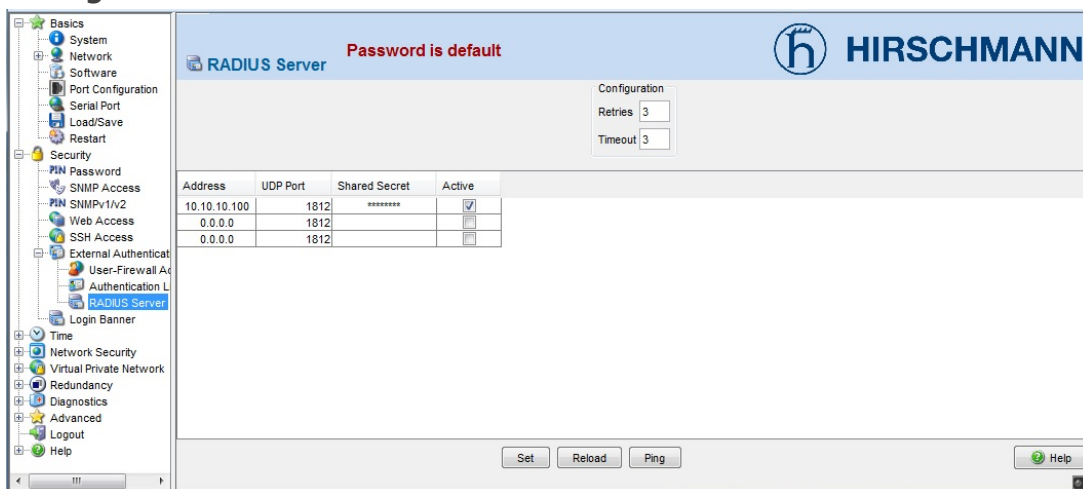 Basics
System
Network
Software
Port Configuration
Serial Port
Load/Save
Restart
Security
PIN Password
SNMP Access
PIN SNMPv1/v2
Web Access
SSH Access
External Authenticat
User-Firewall Ac
Authentication L
RADIUS Server
Login Banner
Time
Network Security
Virtual Private Network
Redundancy
Diagnostics
Advanced
Logout
Help
RADIUS Server
Password is default
HIRSCHMANN
Configuration
Retries 3
Timeout 3
Address UDP Port Shared Secret Active
10.10.10.100 1812 ********
0.0.0.0 1812
0.0.0.0 1812
Set Reload Ping Help